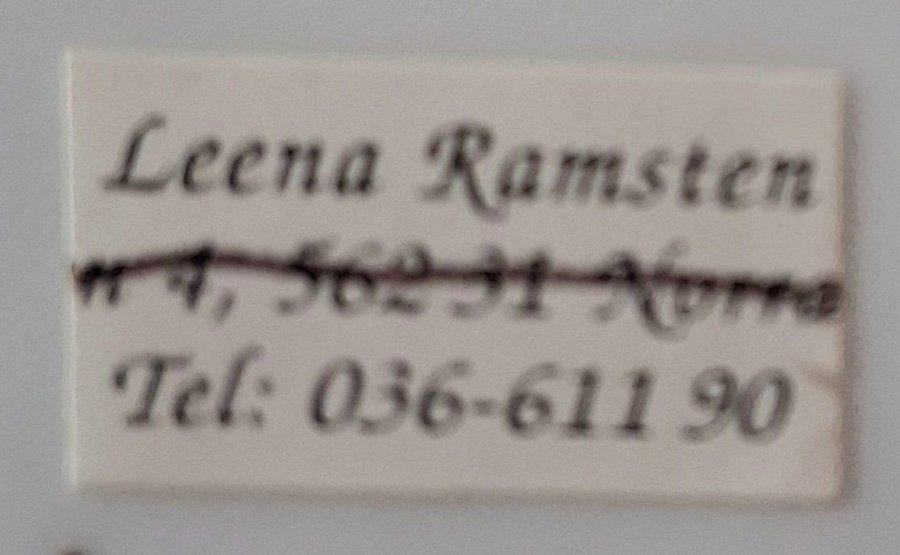 Leena Ramsten
n 4, 562 31 Norra
Tel: 036-611 90